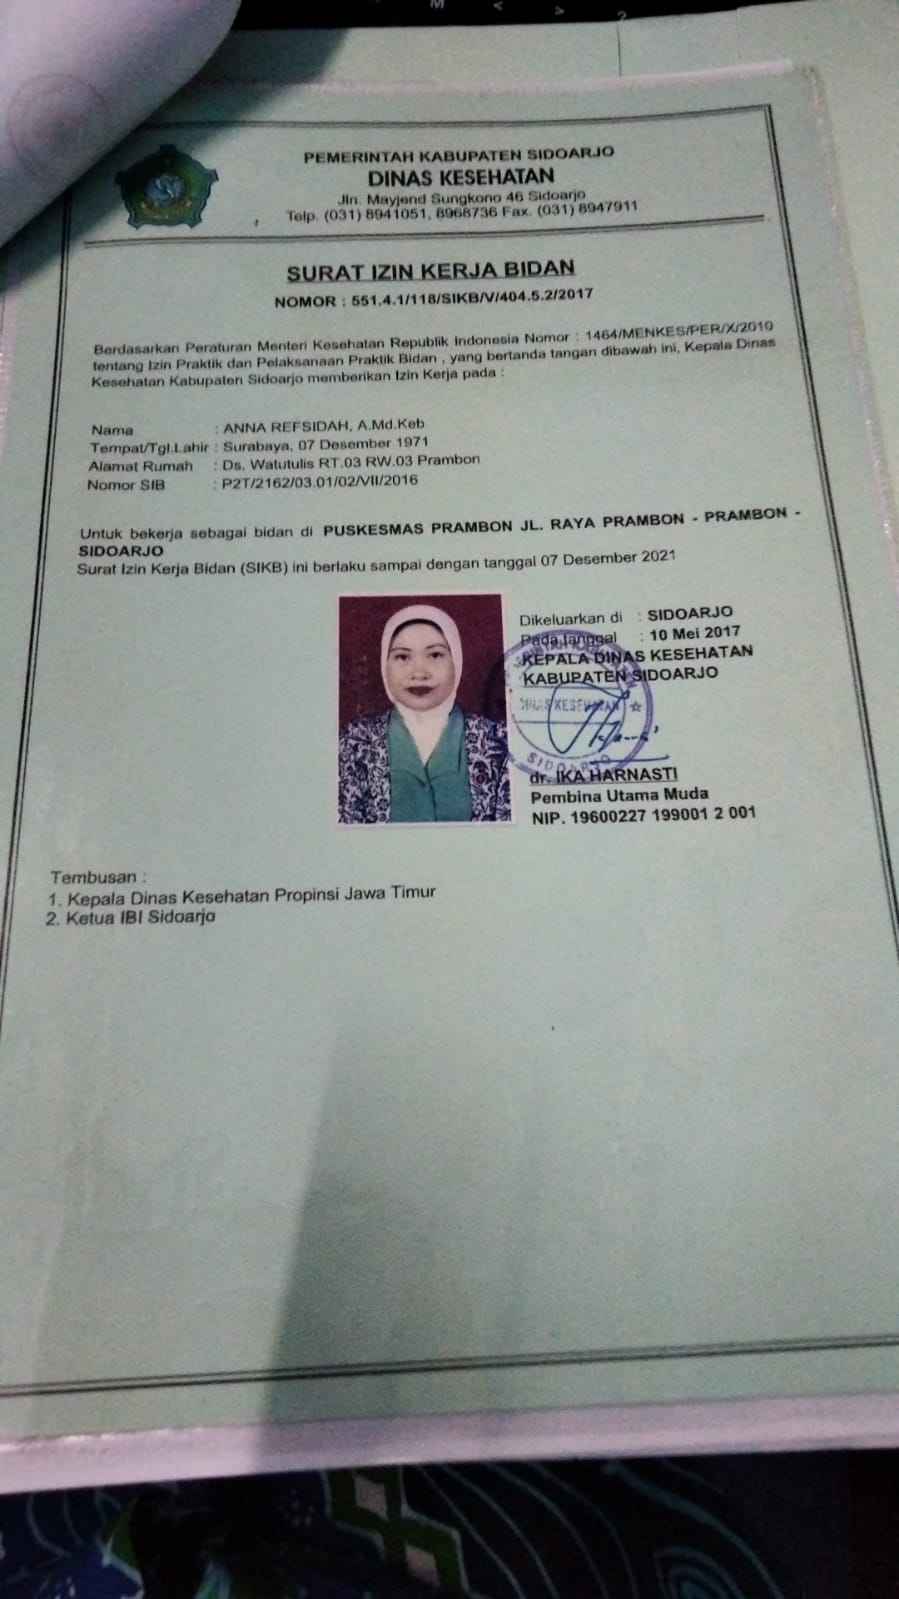 PEMERINTAH KABUPATEN SIDOARJO
DINAS KESEHATAN
Jln. Mayjend Sungkono 46 Sidoarjo
Telp. (031) 8941051, 8968736 Fax. (031) 8947911
SURAT IZIN KERJA BIDAN
NOMOR : 551.4.1/118/SIKB/V/404.5.2/2017
Berdasarkan Peraturan Menteri Kesehatan Republik Indonesia Nomor : 1464/MENKES/PER/X/2010
tentang Izin Praktik dan Pelaksanaan Praktik Bidan , yang bertanda tangan dibawah ini, Kepala Dinas
Kesehatan Kabupaten Sidoarjo memberikan Izin Kerja pada :
Nama : ANNA REFSIDAH, A.Md.Keb
Tempat/Tgl.Lahir : Surabaya, 07 Desember 1971
Alamat Rumah : Ds. Watutulis RT.03 RW.03 Prambon
Nomor SIB : P2T/2162/03.01/02/VII/2016
Untuk bekerja sebagai bidan di PUSKESMAS PRAMBON JL. RAYA PRAMBON - PRAMBON -
SIDOARJO
Surat Izin Kerja Bidan (SIKB) ini berlaku sampai dengan tanggal 07 Desember 2021
Dikeluarkan di : SIDOARJO
Pada tanggal : 10 Mei 2017
KEPALA DINAS KESEHATAN
KABUPATEN SIDOARJO
DINAS KESEHATAN
SIDOARJO
dr. IKA HARNASTI
Pembina Utama Muda
NIP. 19600227 199001 2 001
Tembusan :
1. Kepala Dinas Kesehatan Propinsi Jawa Timur
2. Ketua IBI Sidoarjo